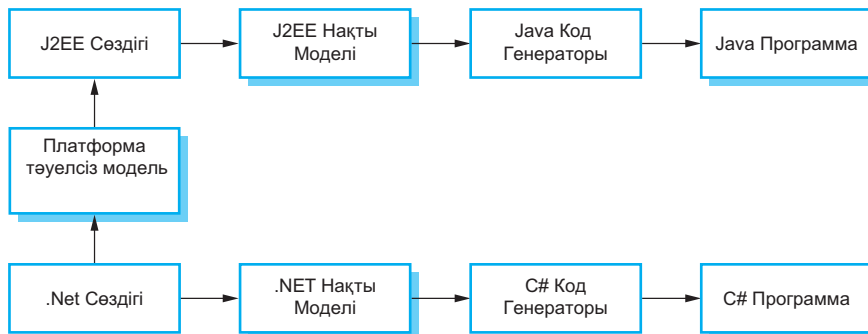 J2EE Сөздігі
J2EE Нақты
Моделі
Java Код
Генераторы
Java Программа
Платформа
тәуелсіз модель
.Net Сөздігі
.NET Нақты
Моделі
C# Код
Генераторы
C# Программа